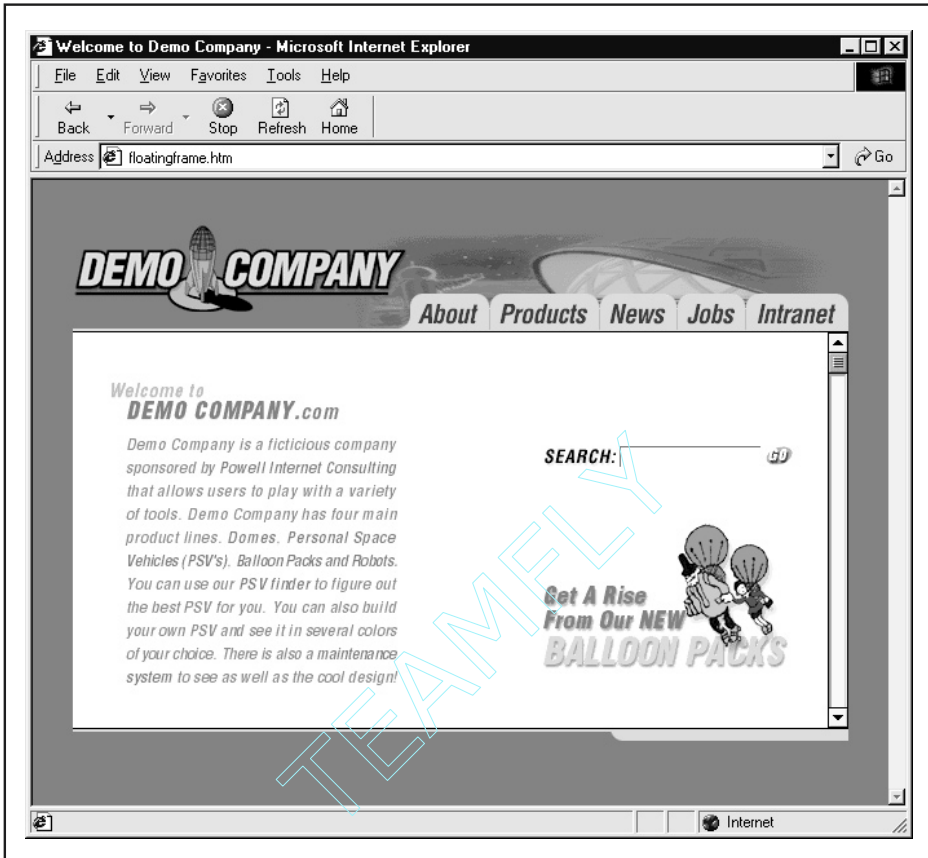 Welcome to Demo Company - Microsoft Internet Explorer
File Edit View Favorites Tools Help
Back Forward Stop Refresh Home
Address floatingframe.htm Go
DEMO COMPANY
About Products News Jobs Intranet
Welcome to
DEMO COMPANY.com
Demo Company is a ficticious company
sponsored by Powell Internet Consulting
that allows users to play with a variety
of tools. Demo Company has four main
product lines. Domes. Personal Space
Vehicles (PSV's). Balloon Packs and Robots.
You can use our PSV finder to figure out
the best PSV for you. You can also build
your own PSV and see it in several colors
of your choice. There is also a maintenance
system to see as well as the cool design!
SEARCH: GO
Get A Rise
From Our NEW
BALLOON PACKS
TEAMFLY
Internet